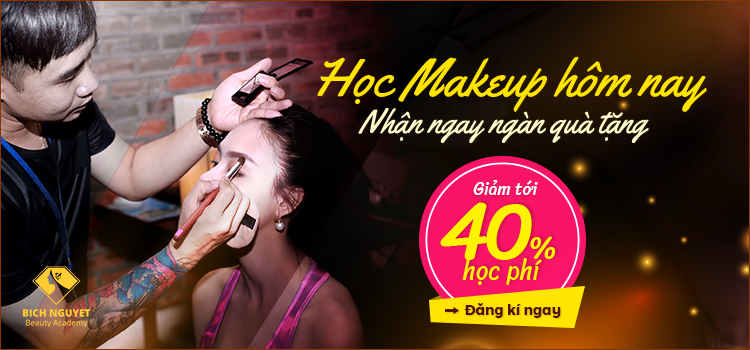 Học Makeup hôm nay
Nhận ngay ngàn quà tặng
Giảm tới
40%
học phí
Đăng kí ngay
BICH NGUYET
Beauty Academy